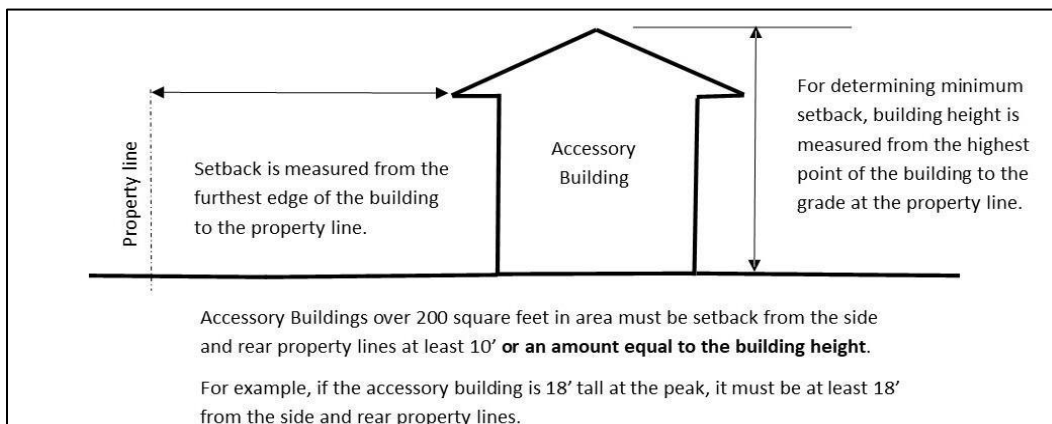 Property line
Setback is measured from the
furthest edge of the building
to the property line.
Accessory
Building
For determining minimum
setback, building height is
measured from the highest
point of the building to the
grade at the property line.
Accessory Buildings over 200 square feet in area must be setback from the side
and rear property lines at least 10’ or an amount equal to the building height.
For example, if the accessory building is 18’ tall at the peak, it must be at least 18’
from the side and rear property lines.